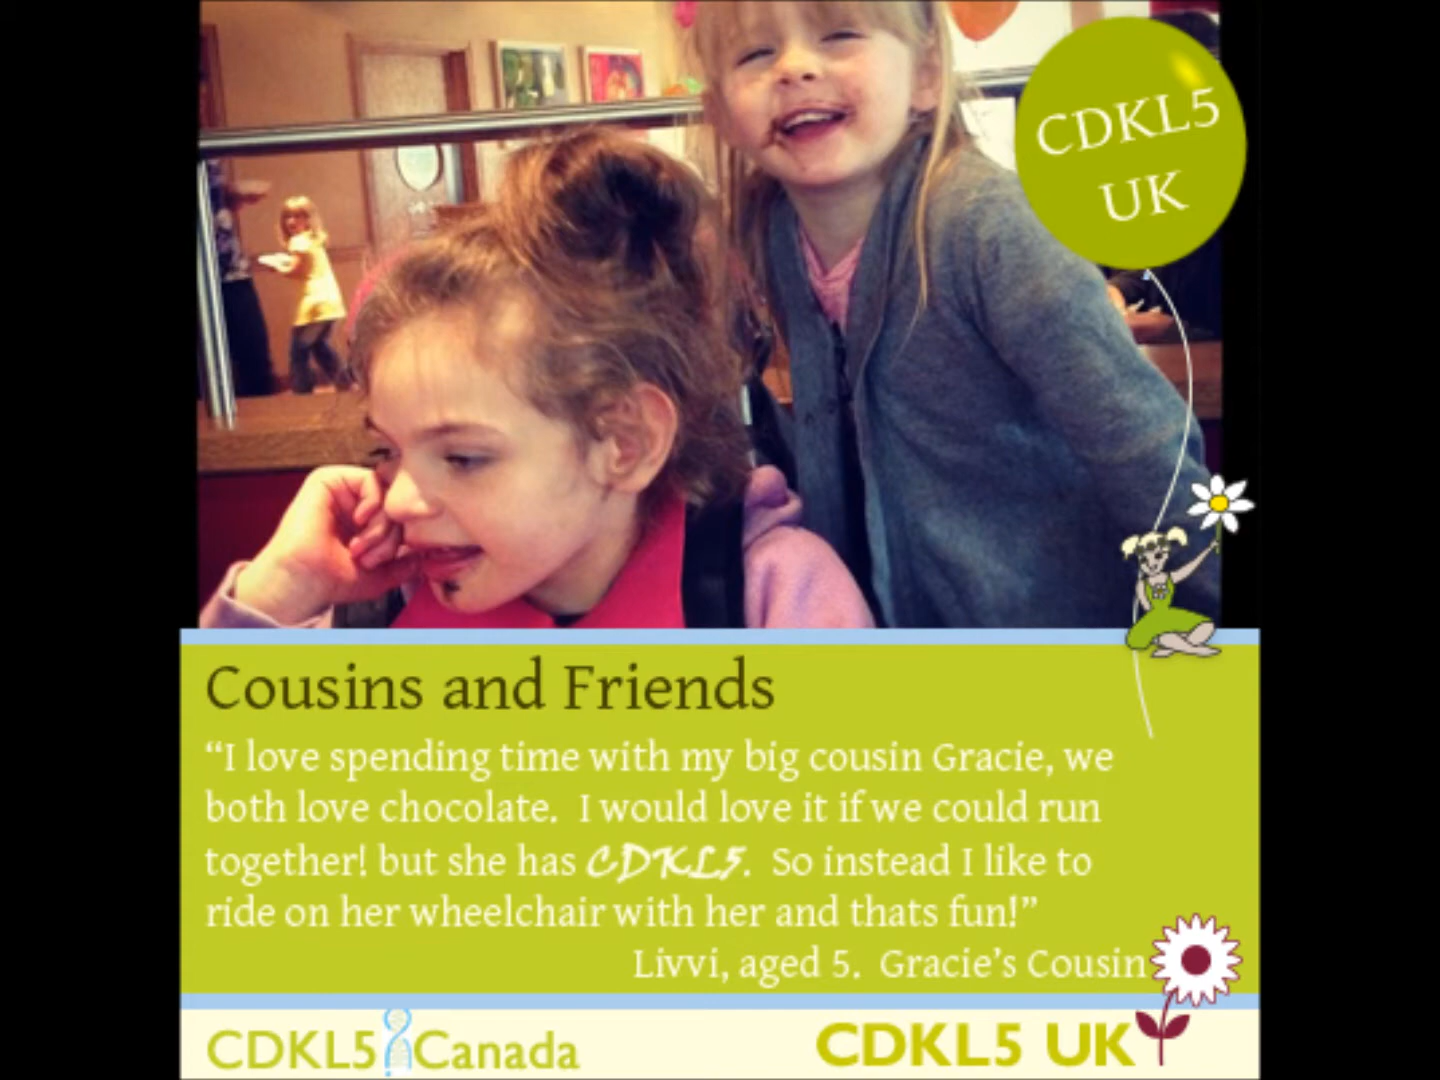 CDKL5
UK
Cousins and Friends
“I love spending time with my big cousin Gracie, we
both love chocolate.  I would love it if we could run
together! but she has CDKL5.  So instead I like to
ride on her wheelchair with her and thats fun!”
Livvi, aged 5.  Gracie’s Cousin
CDKL5 Canada
CDKL5 UK